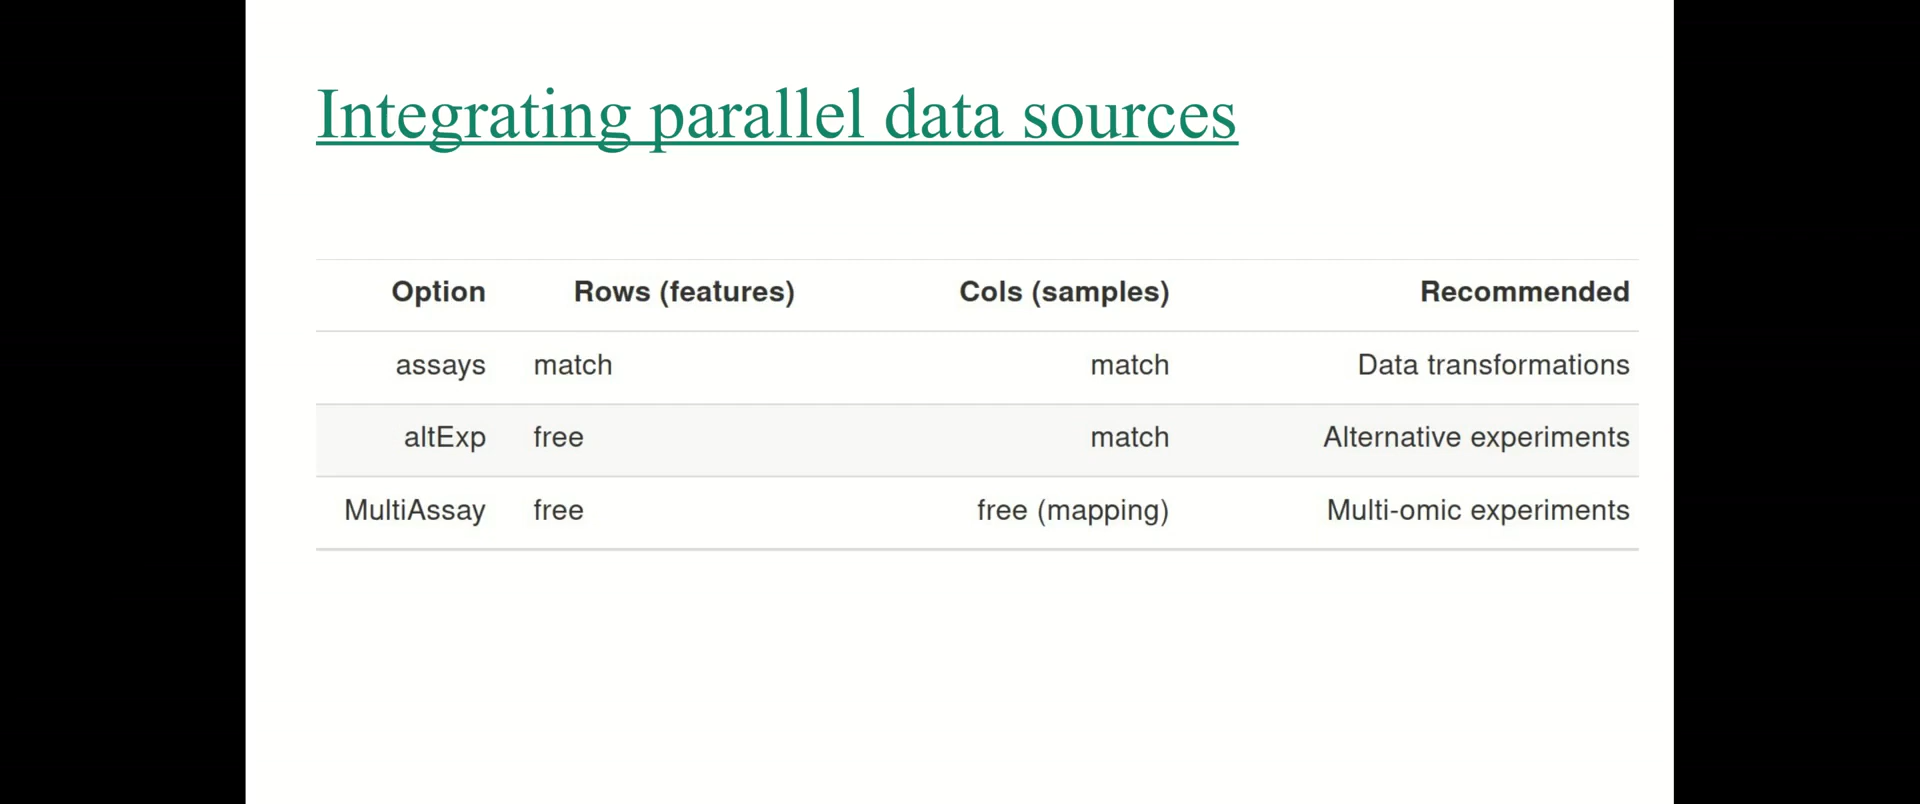 Integrating parallel data sources
Option Rows (features) Cols (samples) Recommended
assays match match Data transformations
altExp free match Alternative experiments
MultiAssay free free (mapping) Multi-omic experiments